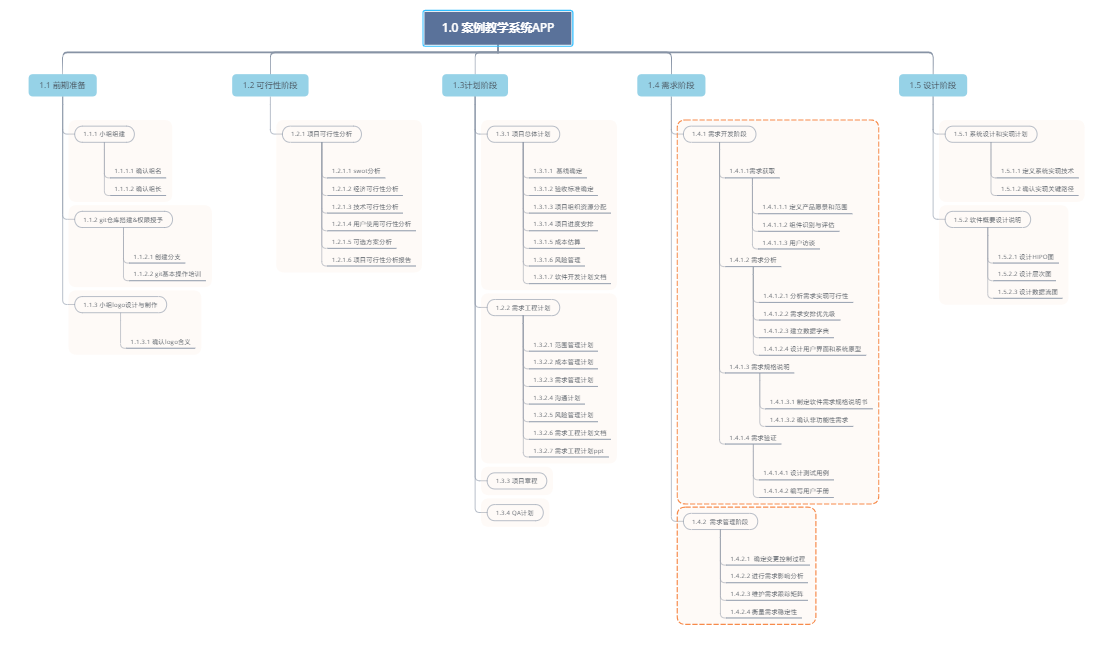 1.0 案例教学系统APP
1.1 前期准备
1.1.1 小组组建
1.1.1.1 确认组名
1.1.1.2 确认组长
1.1.2 git仓库搭建&权限授予
1.1.2.1 创建分支
1.1.2.2 git基本操作培训
1.1.3 小组logo设计与制作
1.1.3.1 确认logo含义
1.2 可行性阶段
1.2.1 项目可行性分析
1.2.1.1 swot分析
1.2.1.2 经济可行性分析
1.2.1.3 技术可行性分析
1.2.1.4 用户使用可行性分析
1.2.1.5 可选方案分析
1.2.1.6 项目可行性分析报告
1.3计划阶段
1.3.1 项目总体计划
1.3.1.1 基线确定
1.3.1.2 验收标准确定
1.3.1.3 项目组织资源分配
1.3.1.4 项目进度安排
1.3.1.5 成本估算
1.3.1.6 风险管理
1.3.1.7 软件开发计划文档
1.2.2 需求工程计划
1.3.2.1 范围管理计划
1.3.2.2 成本管理计划
1.3.2.3 需求管理计划
1.3.2.4 沟通计划
1.3.2.5 风险管理计划
1.3.2.6 需求工程计划文档
1.3.2.7 需求工程计划ppt
1.3.3 项目章程
1.3.4 QA计划
1.4 需求阶段
1.4.1 需求开发阶段
1.4.1.1需求获取
1.4.1.1.1 定义产品愿景和范围
1.4.1.1.2 组件识别与评估
1.4.1.1.3 用户访谈
1.4.1.2 需求分析
1.4.1.2.1 分析需求实现可行性
1.4.1.2.2 需求安排优先级
1.4.1.2.3 建立数据字典
1.4.1.2.4 设计用户界面和系统原型
1.4.1.3 需求规格说明
1.4.1.3.1 制定软件需求规格说明书
1.4.1.3.2 确认非功能性需求
1.4.1.4 需求验证
1.4.1.4.1 设计测试用例
1.4.1.4.2 编写用户手册
1.4.2 需求管理阶段
1.4.2.1 确定变更控制过程
1.4.2.2 进行需求影响分析
1.4.2.3 维护需求跟踪矩阵
1.4.2.4 衡量需求稳定性
1.5 设计阶段
1.5.1 系统设计和实现计划
1.5.1.1 定义系统实现技术
1.5.1.2 确认实现关键路径
1.5.2 软件概要设计说明
1.5.2.1 设计HIPO图
1.5.2.2 设计层次图
1.5.2.3 设计数据流图